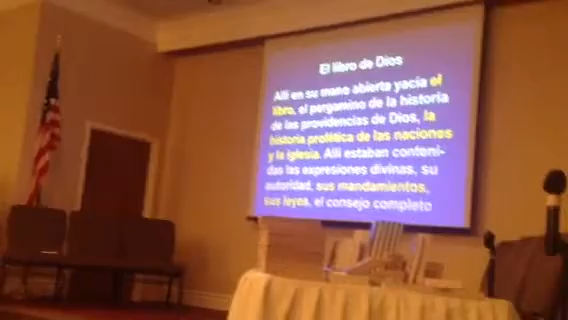 El libro de Dios
Allí en su mano abierta yacía el
libro, el pergamino de la historia
de las providencias de Dios, la
historia profética de las naciones
y la iglesia. Allí estaban conteni-
das las expresiones divinas, su
autoridad, sus mandamientos,
sus leyes, el consejo completo